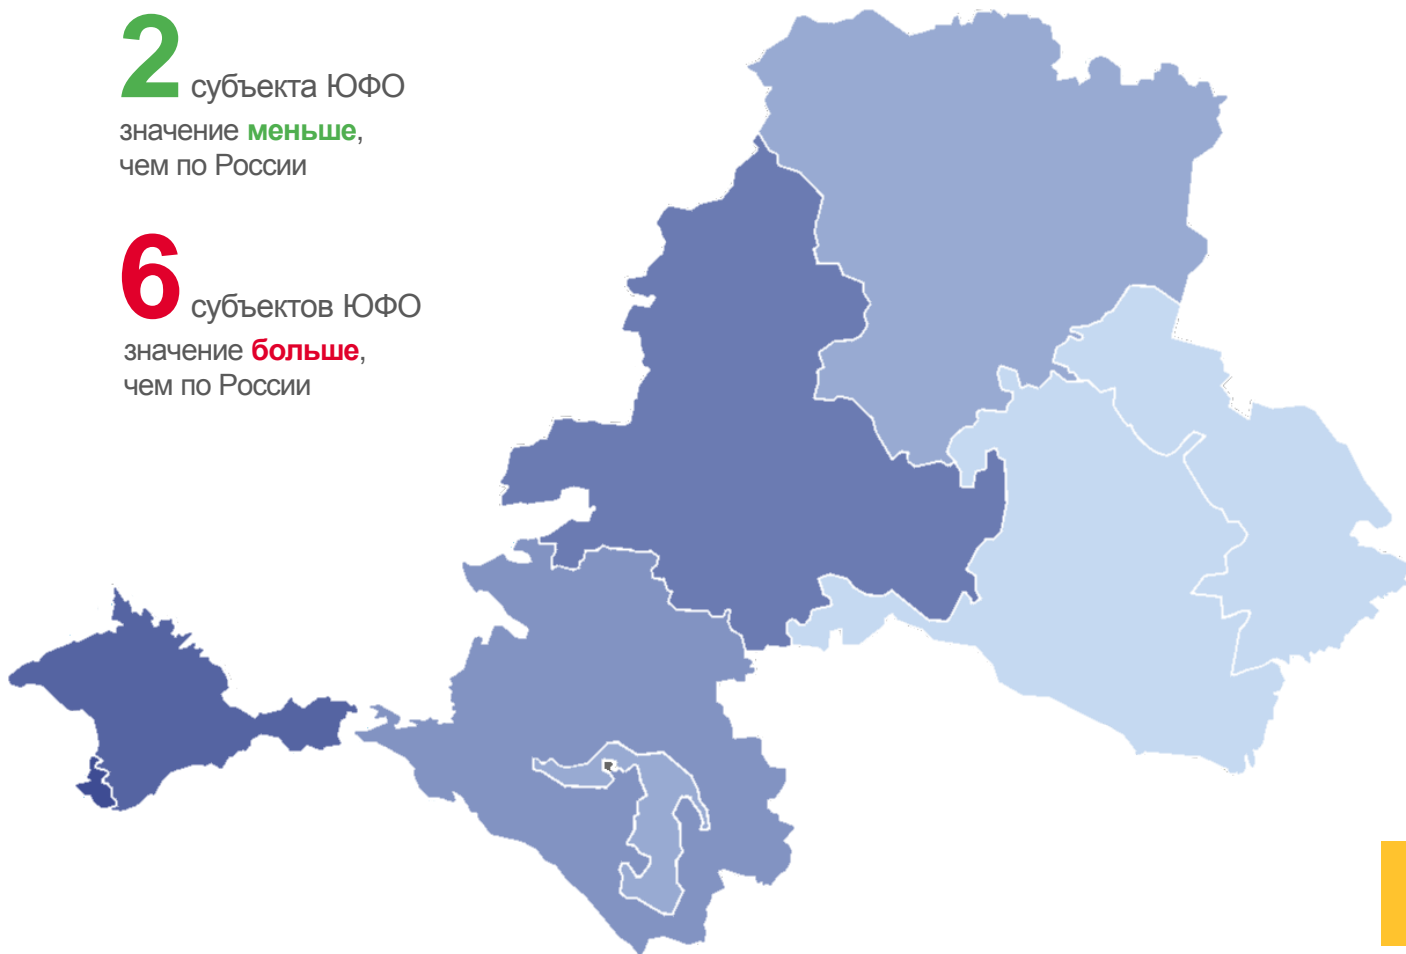 2 субъекта ЮФО
значение меньше,
чем по России
6 субъектов ЮФО
значение больше,
чем по России